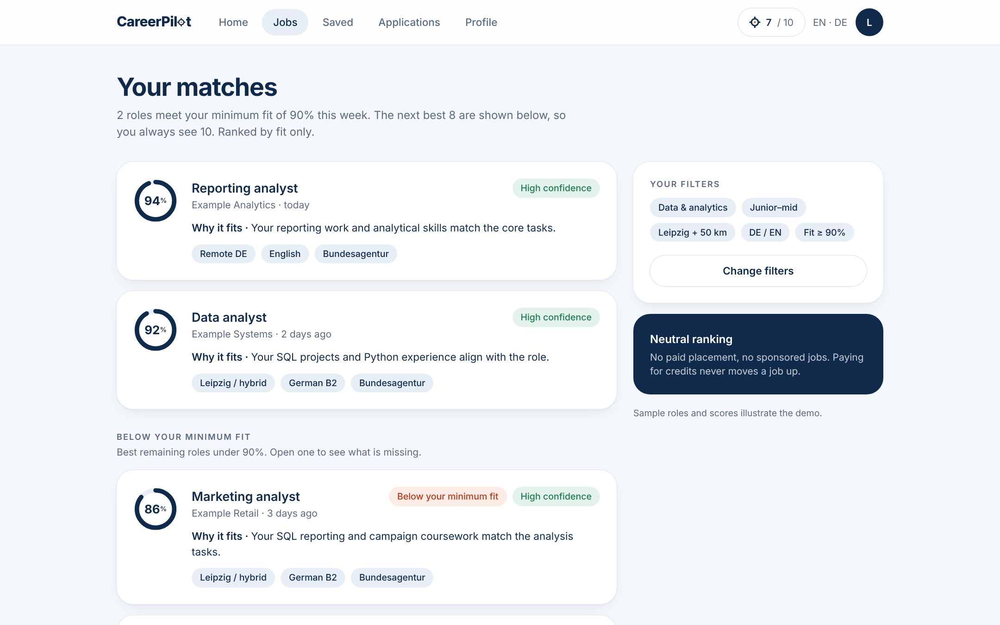 CareerPilot
Home
Jobs
Saved
Applications
Profile
7 / 10
EN · DE
L
Your matches
2 roles meet your minimum fit of 90% this week. The next best 8 are shown below, so
you always see 10. Ranked by fit only.
94%
Reporting analyst
High confidence
Example Analytics · today
Why it fits · Your reporting work and analytical skills match the core tasks.
Remote DE
English
Bundesagentur
92%
Data analyst
High confidence
Example Systems · 2 days ago
Why it fits · Your SQL projects and Python experience align with the role.
Leipzig / hybrid
German B2
Bundesagentur
BELOW YOUR MINIMUM FIT
Best remaining roles under 90%. Open one to see what is missing.
86%
Marketing analyst
Below your minimum fit
High confidence
Example Retail · 3 days ago
Why it fits · Your SQL reporting and campaign coursework match the analysis
tasks.
Leipzig / hybrid
German B2
Bundesagentur
YOUR FILTERS
Data & analytics
Junior–mid
Leipzig + 50 km
DE / EN
Fit ≥ 90%
Change filters
Neutral ranking
No paid placement, no sponsored jobs. Paying
for credits never moves a job up.
Sample roles and scores illustrate the demo.